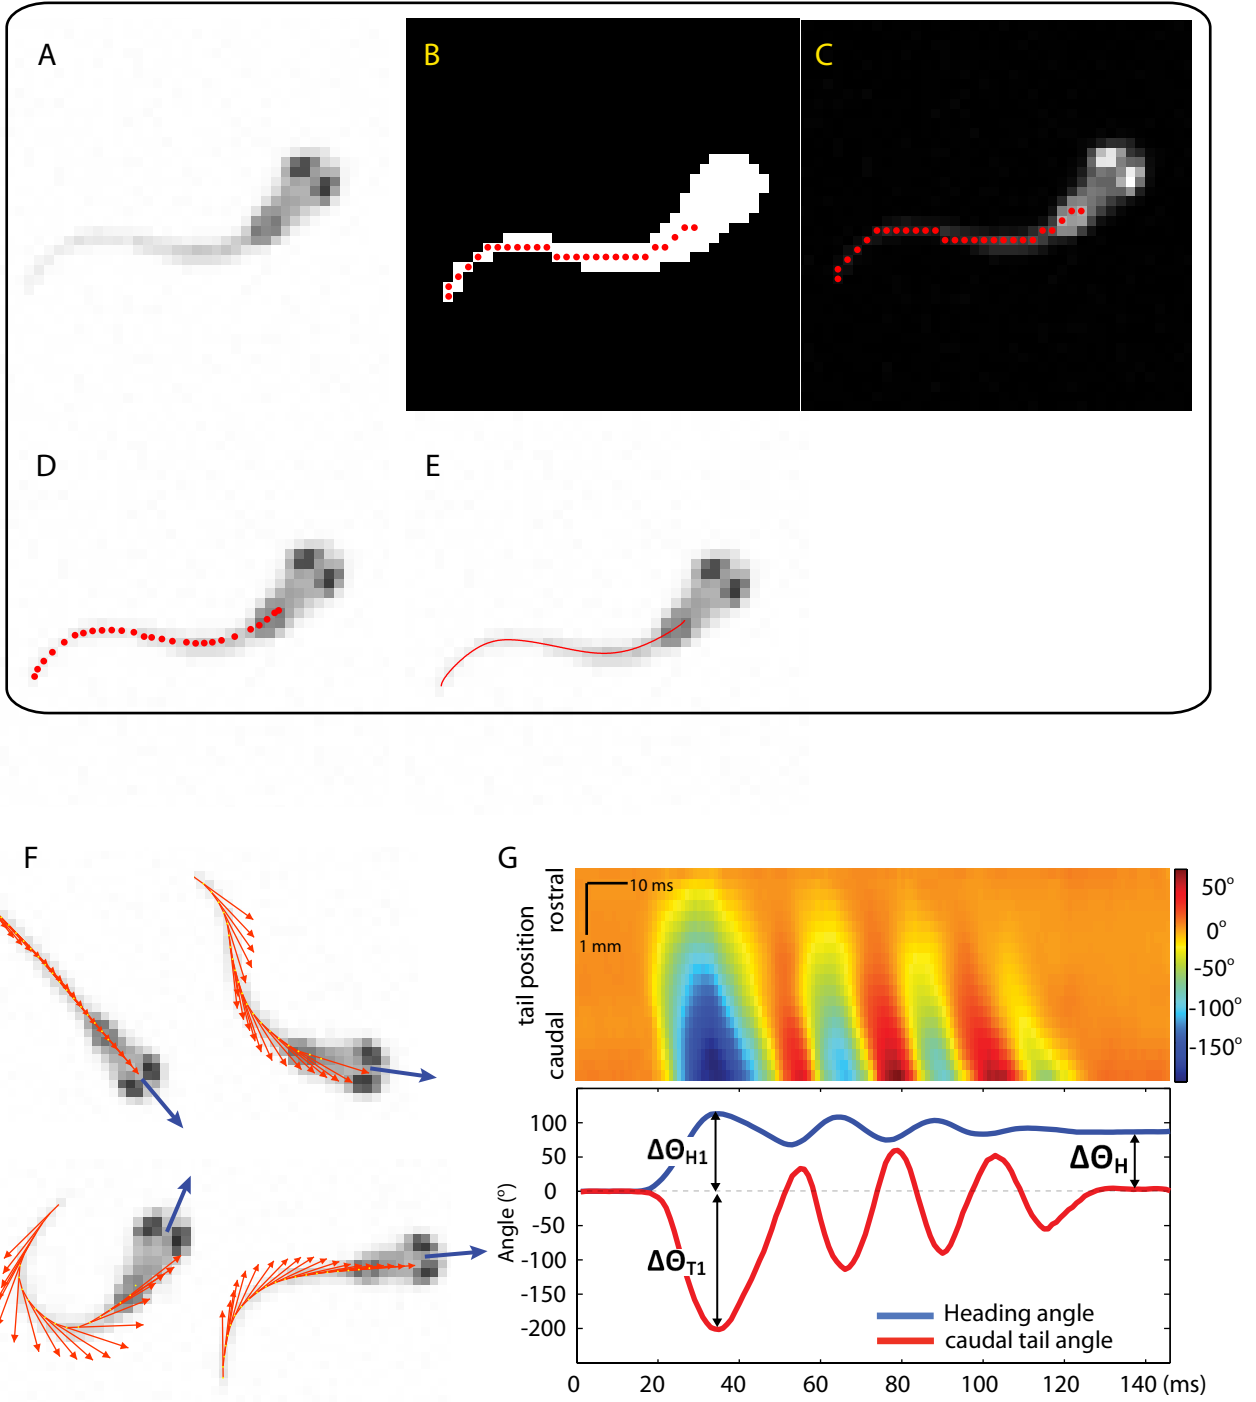 A
B
C
D
E
F
G
rostral
tail position
caudal
10 ms
1 mm
50°
0°
-50°
-100°
-150°
Angle (°)
100
50
0
-50
-100
-150
-200
ΔΘH1
ΔΘT1
ΔΘH
Heading angle
caudal tail angle
0 20 40 60 80 100 120 140 (ms)